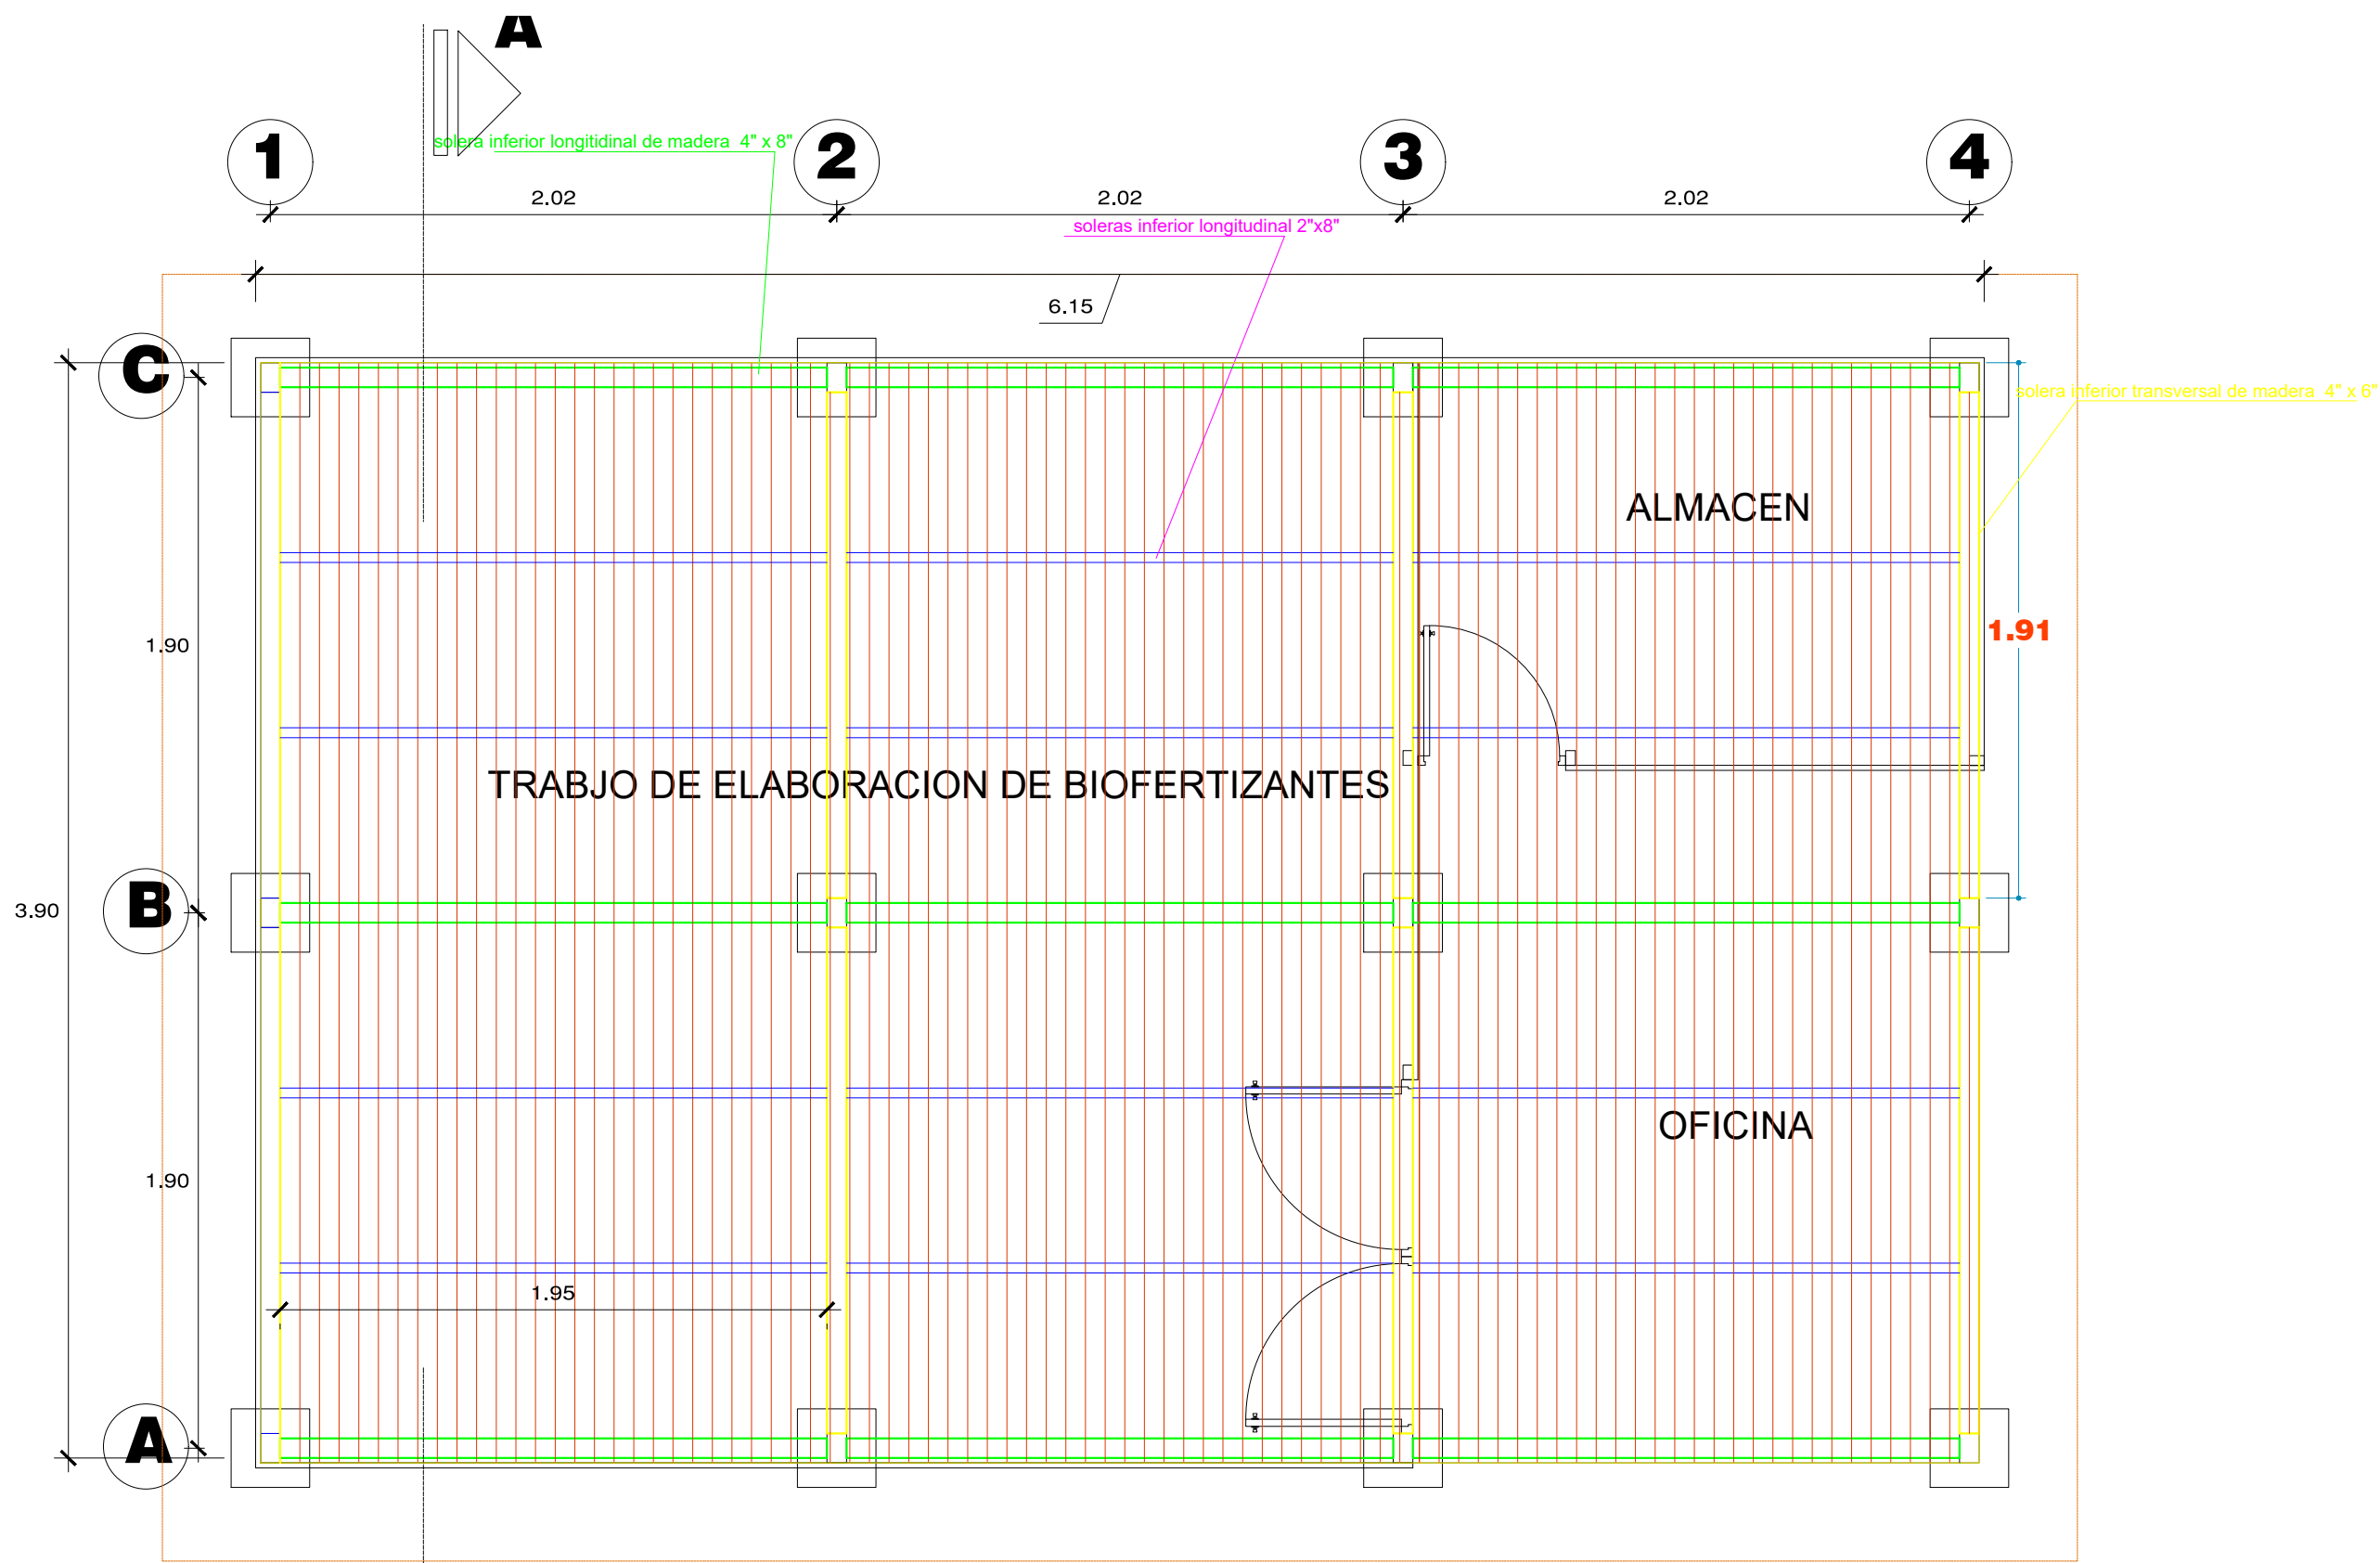 A
solera inferior longitidinal de madera 4" x 8"
1
2
3
4
2.02
2.02
2.02
soleras inferior longitudinal 2"x8"
6.15
C
solera inferior transversal de madera 4" x 6"
ALMACEN
1.90
1.91
TRABJO DE ELABORACION DE BIOFERTIZANTES
B
3.90
OFICINA
1.90
1.95
A